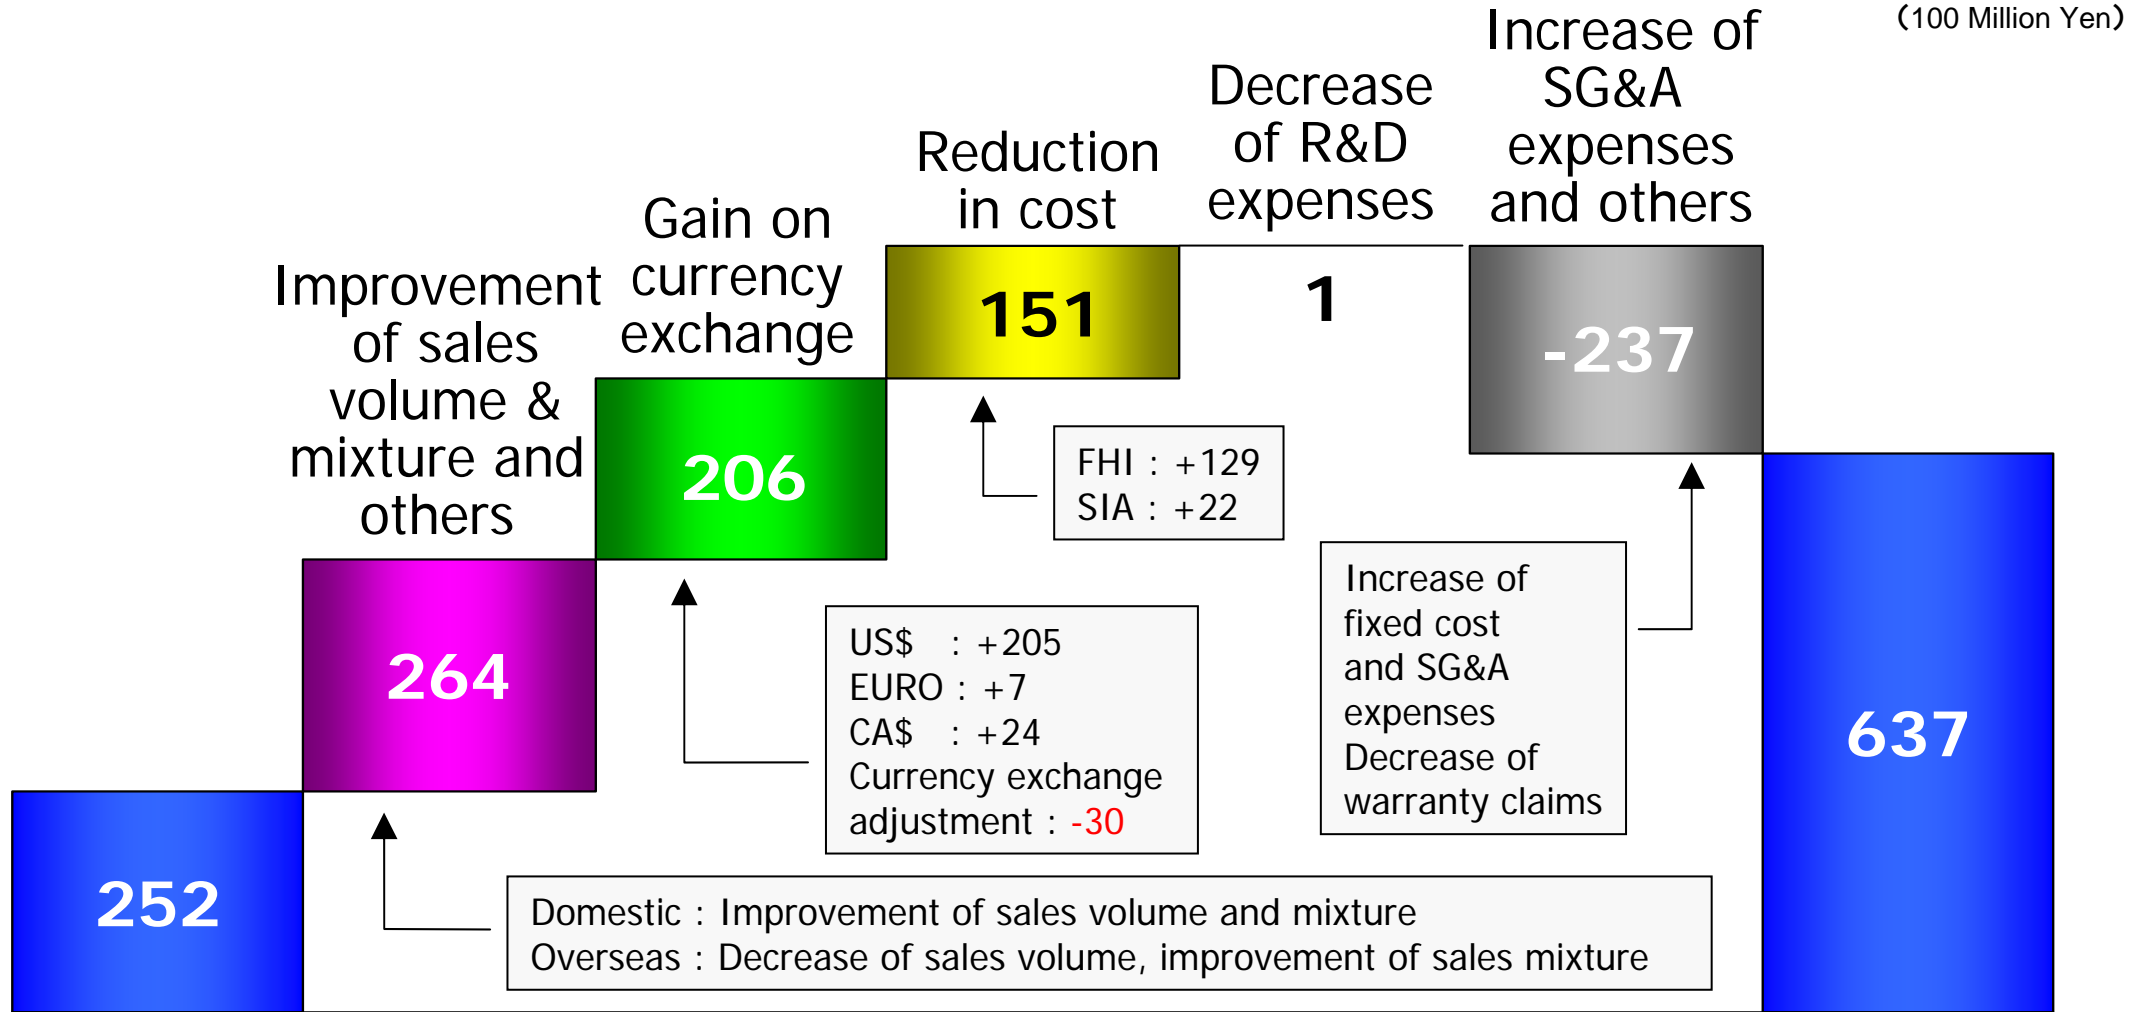 （100 Million Yen）
Improvement
of sales
volume &
mixture and
others
Gain on
currency
exchange
Reduction
in cost
Decrease
of R&D
expenses
Increase of
SG&A
expenses
and others
252
264
206
151
1
-237
637
FHI : +129
SIA : +22
US$ : +205
EURO : +7
CA$ : +24
Currency exchange
adjustment : -30
Increase of
fixed cost
and SG&A
expenses
Decrease of
warranty claims
Domestic : Improvement of sales volume and mixture
Overseas : Decrease of sales volume, improvement of sales mixture